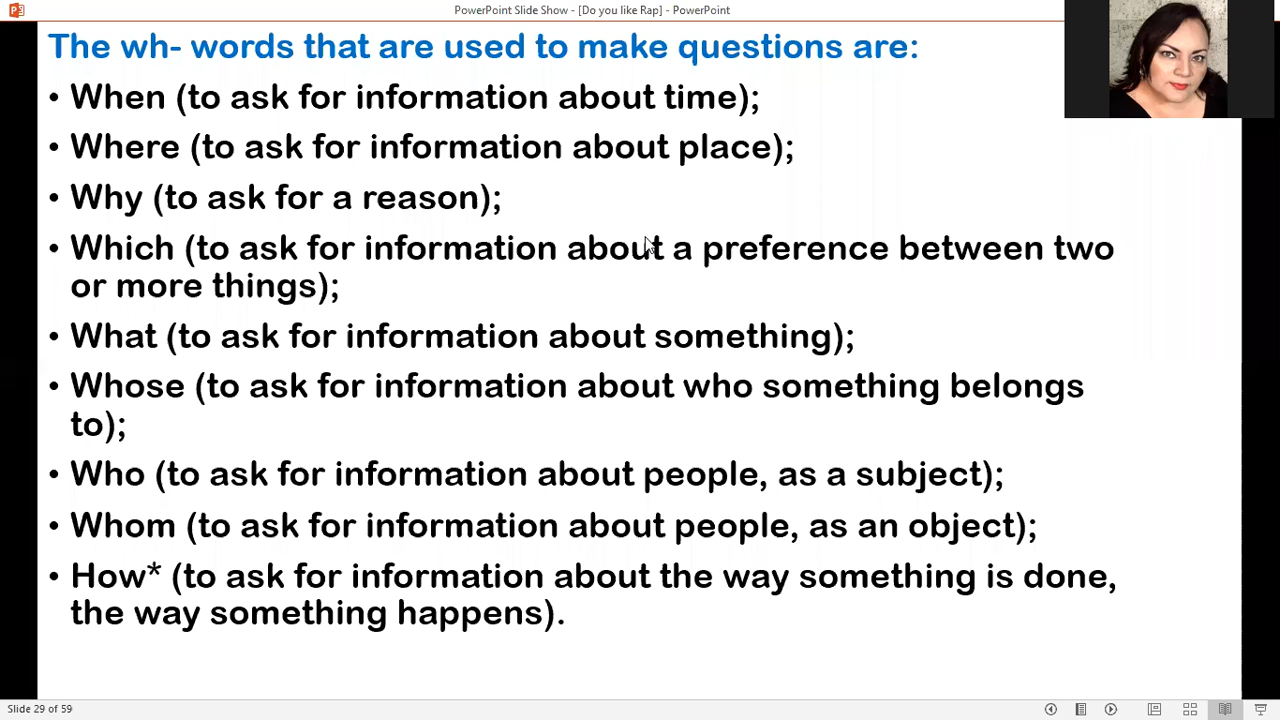 PowerPoint Slide Show - [Do you like Rap] - PowerPoint
The wh- words that are used to make questions are:
• When (to ask for information about time);
• Where (to ask for information about place);
• Why (to ask for a reason);
• Which (to ask for information about a preference between two
or more things);
• What (to ask for information about something);
• Whose (to ask for information about who something belongs
to);
• Who (to ask for information about people, as a subject);
• Whom (to ask for information about people, as an object);
• How* (to ask for information about the way something is done,
the way something happens).
Slide 29 of 59